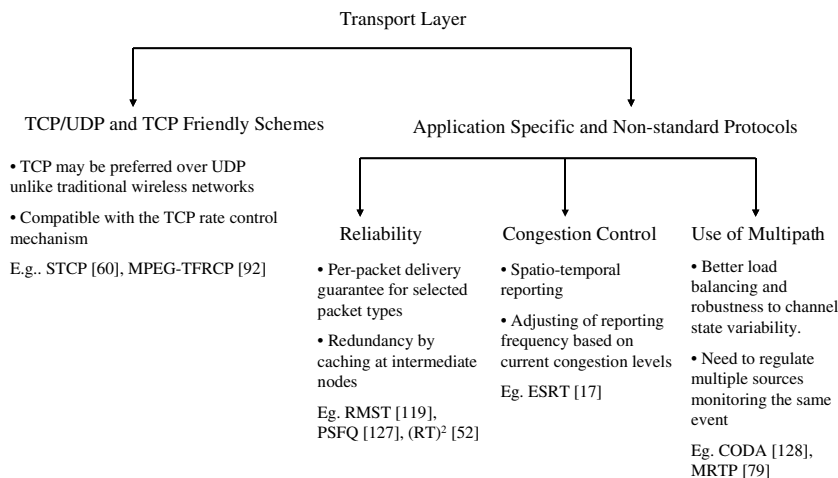 Transport Layer
TCP/UDP and TCP Friendly Schemes
• TCP may be preferred over UDP
unlike traditional wireless networks
• Compatible with the TCP rate control
mechanism
E.g.. STCP [60], MPEG-TFRCP [92]
Application Specific and Non-standard Protocols
Reliability
• Per-packet delivery
guarantee for selected
packet types
• Redundancy by
caching at intermediate
nodes
Eg. RMST [119],
PSFQ [127], (RT)² [52]
Congestion Control
• Spatio-temporal
reporting
• Adjusting of reporting
frequency based on
current congestion levels
Eg. ESRT [17]
Use of Multipath
• Better load
balancing and
robustness to channel
state variability.
• Need to regulate
multiple sources
monitoring the same
event
Eg. CODA [128],
MRTP [79]